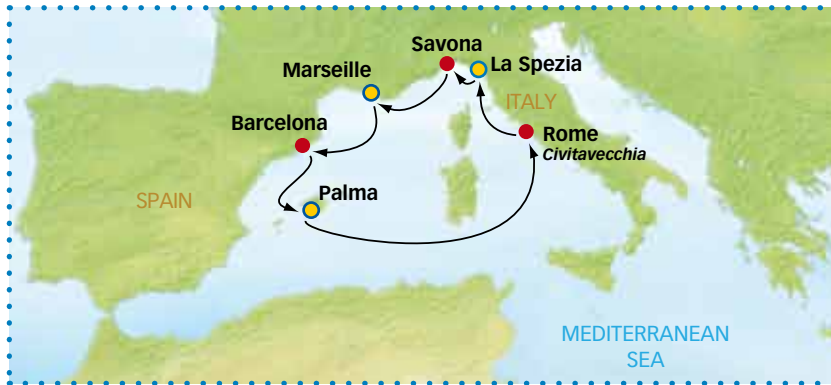 Savona
La Spezia
Marseille
ITALY
Barcelona
Rome
Civitavecchia
Palma
SPAIN
MEDITERRANEAN
SEA